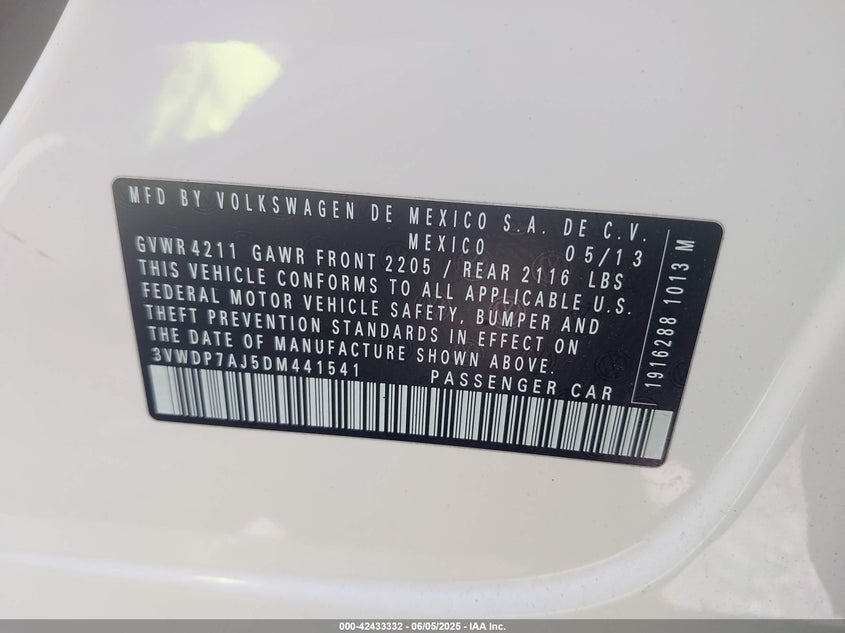 MFD BY VOLKSWAGEN DE MEXICO S.A. DE C.V.
MEXICO 05/13
GVWR 4211 GAWR FRONT 2205 / REAR 2116 LBS
THIS VEHICLE CONFORMS TO ALL APPLICABLE U.S.
FEDERAL MOTOR VEHICLE SAFETY, BUMPER AND
THEFT PREVENTION STANDARDS IN EFFECT ON
THE DATE OF MANUFACTURE SHOWN ABOVE.
3VWDP7AJ5DM441541 PASSENGER CAR
1916288 1013 M
000-42433332 - 06/05/2025 - IAA Inc.